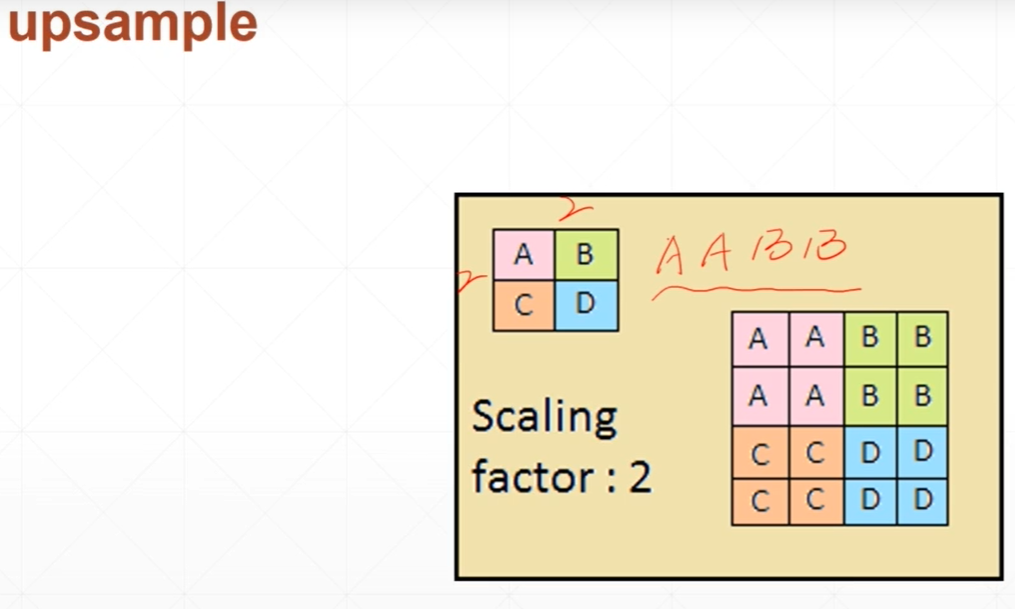 upsample
2
A B
2
C D
A A B B
A A B B
A A B B
C C D D
C C D D
Scaling
factor : 2